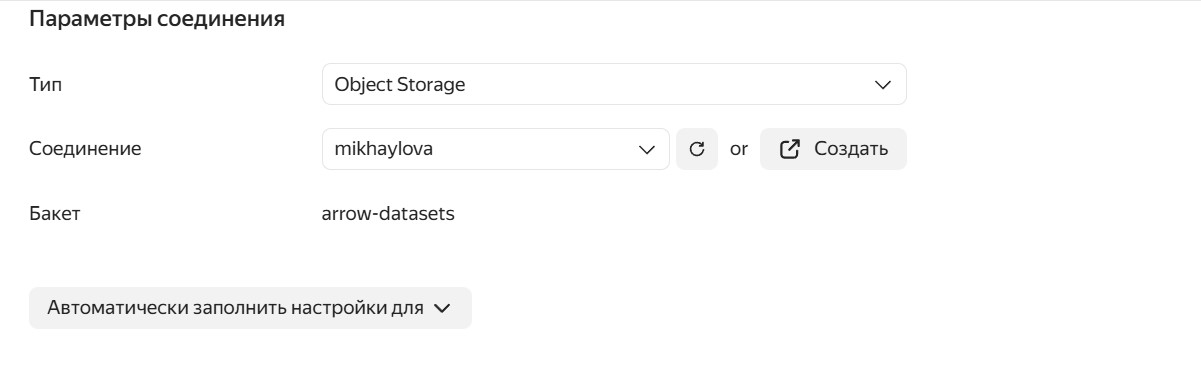 Параметры соединения
Тип Object Storage
Соединение mikhaylova or Создать
Бакет arrow-datasets
Автоматически заполнить настройки для